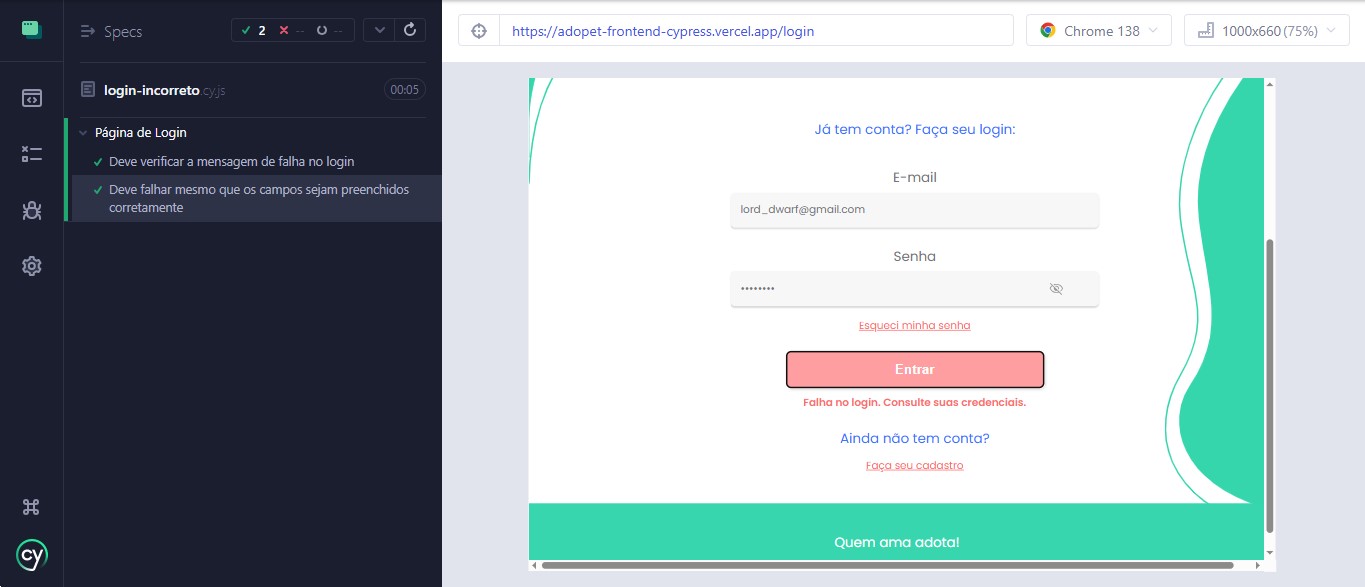 Specs
2 -- --
login-incorreto.cy.js
00:05
Página de Login
Deve verificar a mensagem de falha no login
Deve falhar mesmo que os campos sejam preenchidos
corretamente
cy
https://adopet-frontend-cypress.vercel.app/login
Chrome 138
1000x660 (75%)
Já tem conta? Faça seu login:
E-mail
lord_dwarf@gmail.com
Senha
••••••••
Esqueci minha senha
Entrar
Falha no login. Consulte suas credenciais.
Ainda não tem conta?
Faça seu cadastro
Quem ama adota!